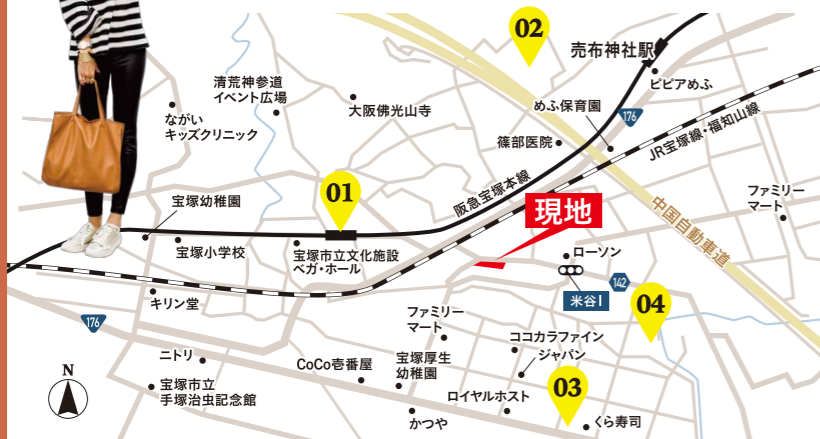 02
売布神社駅
ピピアめふ
清荒神参道
イベント広場
大阪佛光山寺
めふ保育園
176
ながい
キッズクリニック
篠部医院
JR宝塚線・福知山線
01
阪急宝塚本線
宝塚幼稚園
現地
ファミリー
マート
中国自動車道
宝塚小学校
宝塚市立文化施設
ベガ・ホール
ローソン
142
キリン堂
米谷1
176
ファミリー
マート
04
ココカラファイン
ジャパン
ニトリ
CoCo壱番屋
宝塚厚生
幼稚園
N
宝塚市立
手塚治虫記念館
ロイヤルホスト
03
かつや
くら寿司